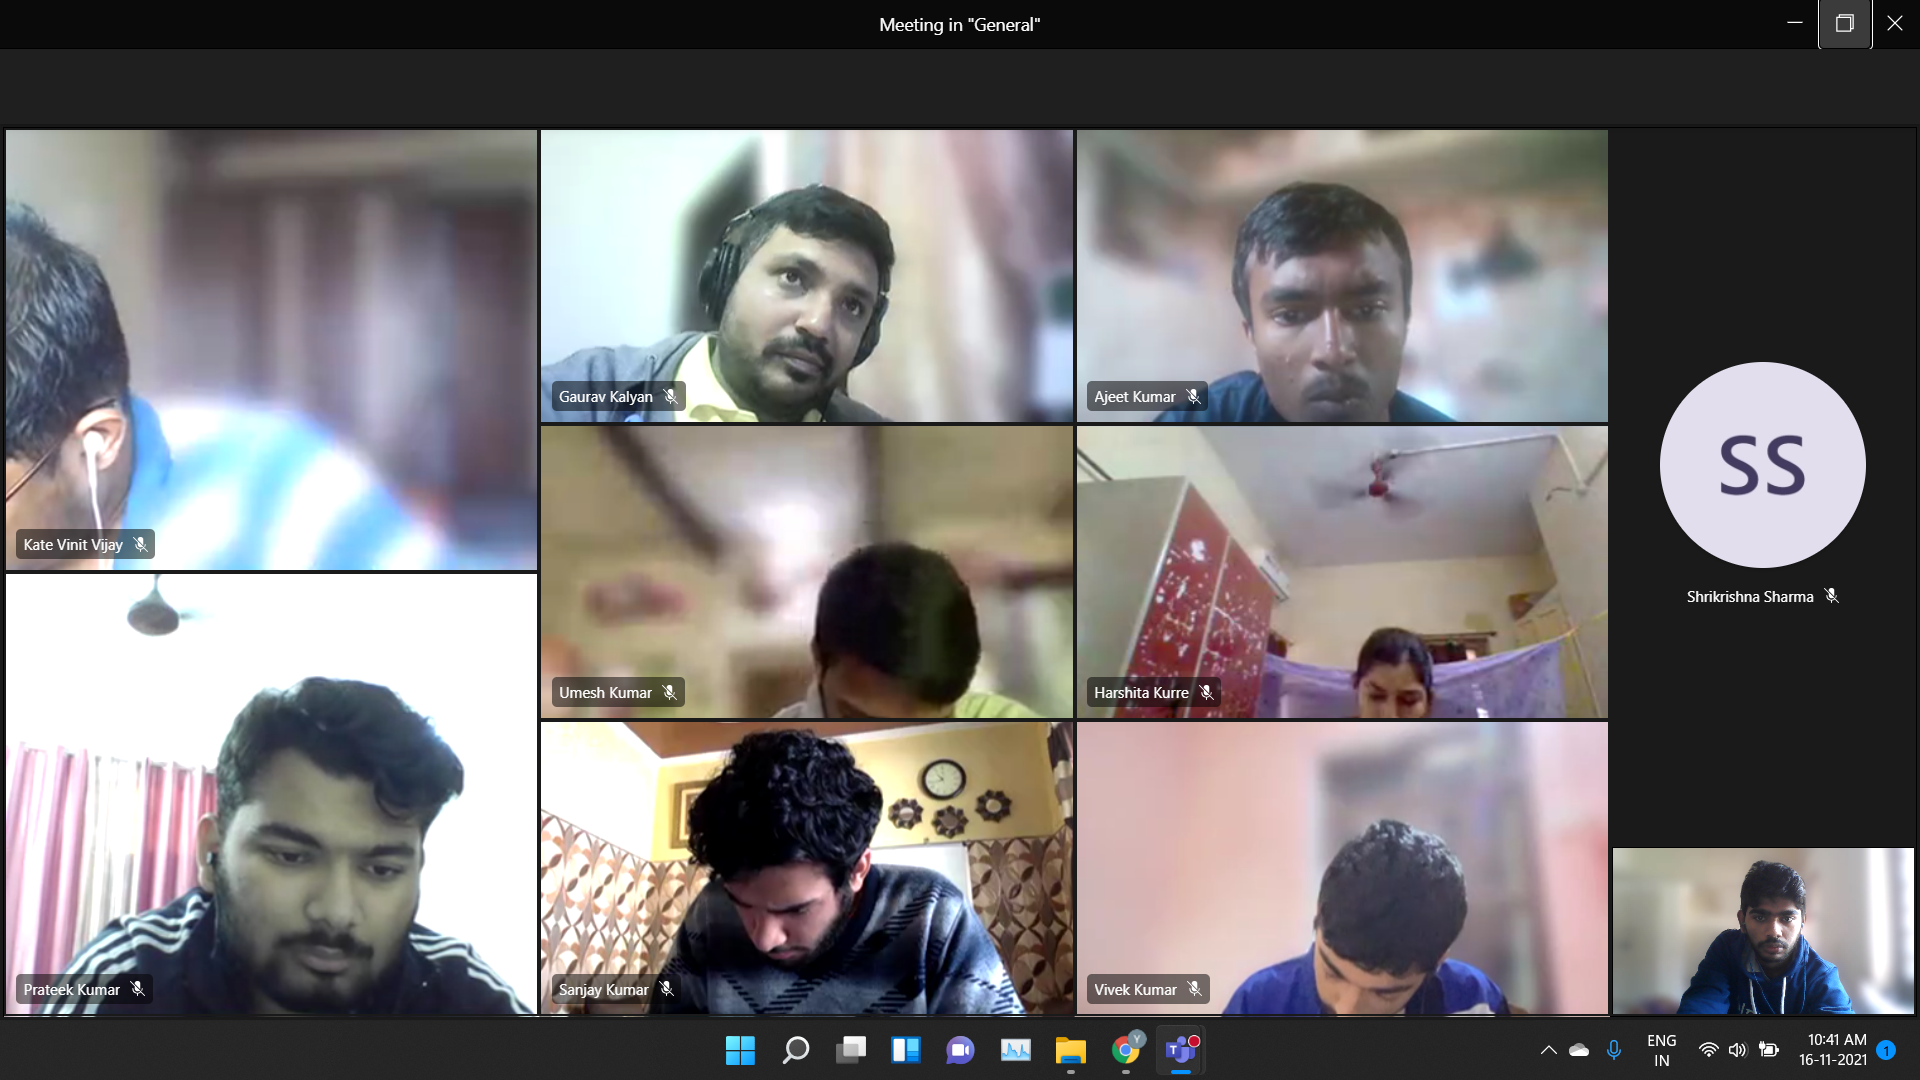 Meeting in "General"
Kate Vinit Vijay
Gaurav Kalyan
Ajeet Kumar
SS
Shrikrishna Sharma
Umesh Kumar
Harshita Kurre
Prateek Kumar
Sanjay Kumar
Vivek Kumar
Y
T
ENG
IN
10:41 AM
16-11-2021
1